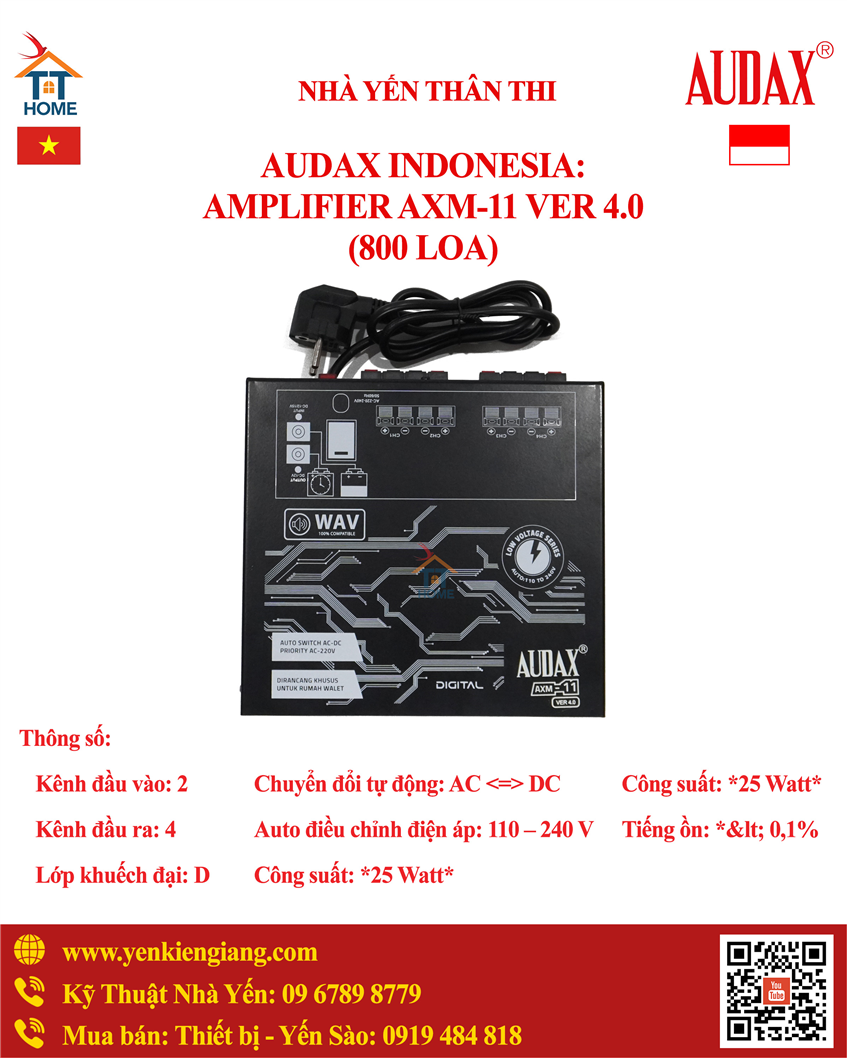 TT
HOME
NHÀ YẾN THÂN THI
AUDAX®
AUDAX INDONESIA:
AMPLIFIER AXM-11 VER 4.0
(800 LOA)
AC-220-240V
50/60Hz
DC-12/15V
INPUT
CH1
CH2
CH3
CH4
DC-12V
OUTPUT
WAV
100% COMPATIBLE
LOW VOLTAGE SERIES
AUTO:110 TO 240V
TT
HOME
AUTO SWITCH AC-DC
PRIORITY AC-220V
DIRANCANG KHUSUS
UNTUK RUMAH WALET
DIGITAL
AUDAX®
AXM-11
VER 4.0
Thông số:
Kênh đầu vào: 2 Chuyển đổi tự động: AC <=> DC Công suất: *25 Watt*
Kênh đầu ra: 4 Auto điều chỉnh điện áp: 110 – 240 V Tiếng ồn: *&lt; 0,1%
Lớp khuếch đại: D Công suất: *25 Watt*
www.yenkiengiang.com
Kỹ Thuật Nhà Yến: 09 6789 8779
Mua bán: Thiết bị - Yến Sào: 0919 484 818
You
Tube